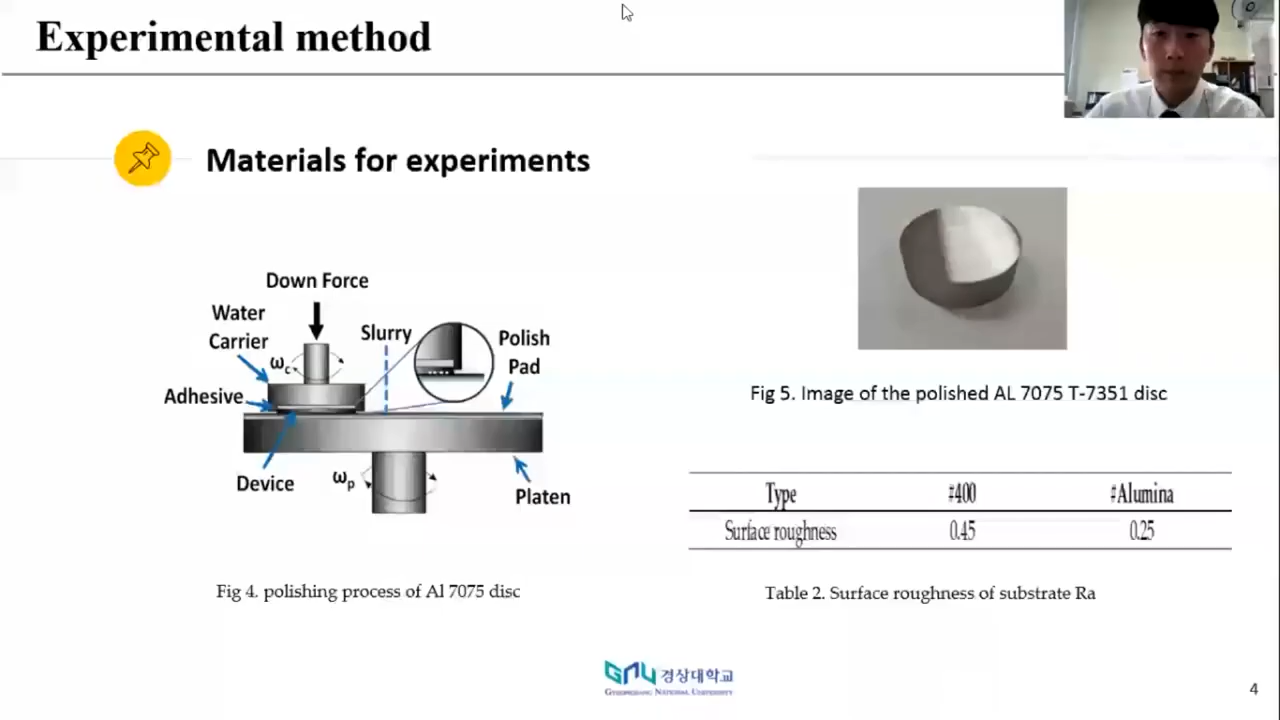 Experimental method
Materials for experiments
Down Force
Water
Carrier
ωc
Slurry
Polish
Pad
Adhesive
Device
ωp
Platen
Fig 4. polishing process of Al 7075 disc
Fig 5. Image of the polished AL 7075 T-7351 disc
Type #400 #Alumina
Surface roughness 0.45 0.25
Table 2. Surface roughness of substrate Ra
GNU 경상대학교
GYEONGSANG NATIONAL UNIVERSITY
4